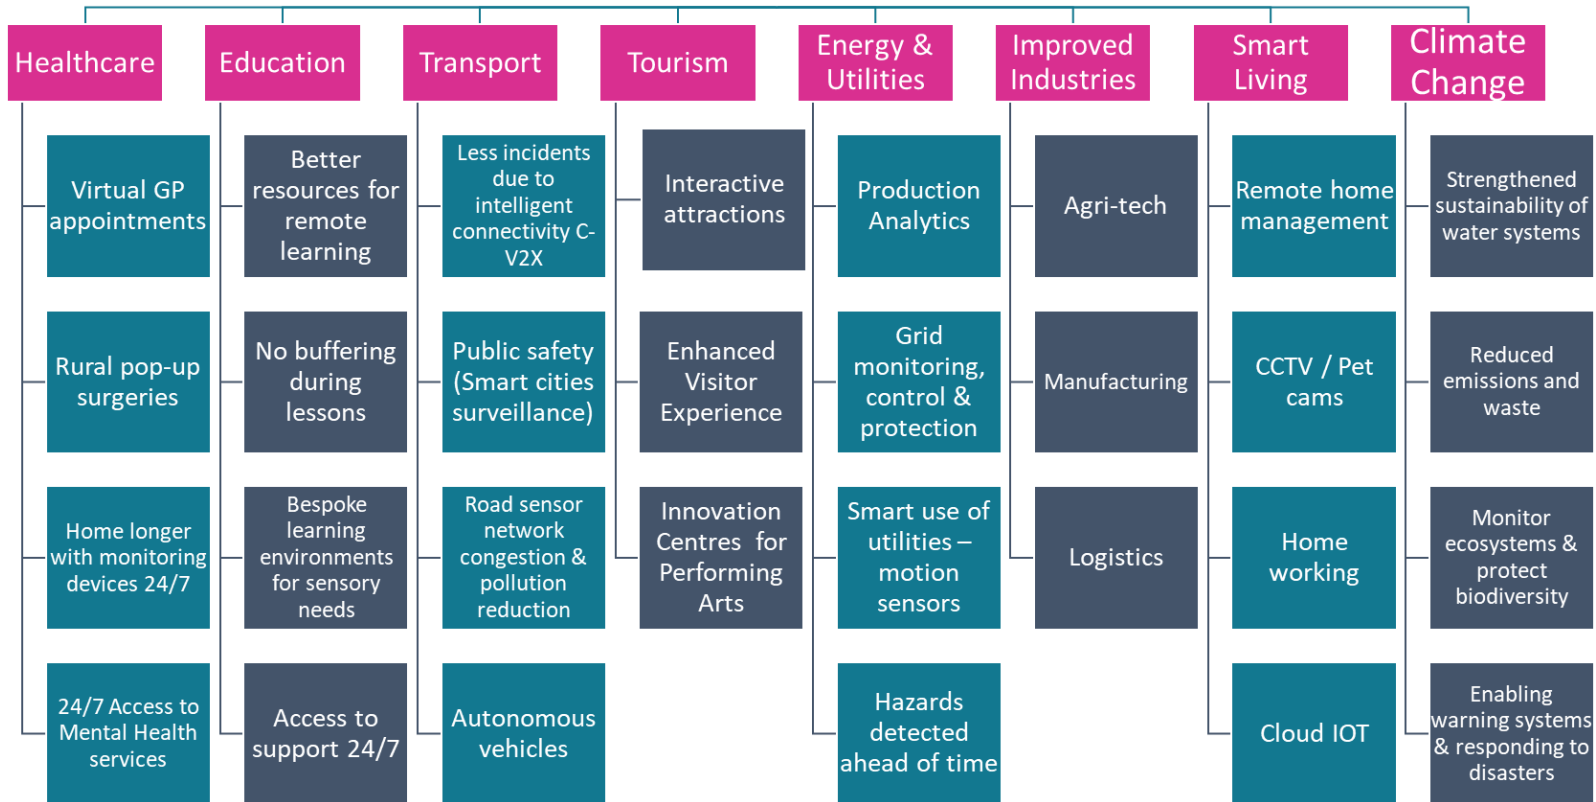 Healthcare
Education
Transport
Tourism
Energy &
Utilities
Improved
Industries
Smart
Living
Climate
Change
Virtual GP
appointments
Rural pop-up
surgeries
Home longer
with monitoring
devices 24/7
24/7 Access to
Mental Health
services
Better
resources for
remote
learning
No buffering
during
lessons
Bespoke
learning
environments
for sensory
needs
Access to
support 24/7
Less incidents
due to
intelligent
connectivity C-
V2X
Public safety
(Smart cities
surveillance)
Road sensor
network
congestion &
pollution
reduction
Autonomous
vehicles
Interactive
attractions
Enhanced
Visitor
Experience
Innovation
Centres for
Performing
Arts
Production
Analytics
Grid
monitoring,
control &
protection
Smart use of
utilities –
motion
sensors
Hazards
detected
ahead of time
Agri-tech
Manufacturing
Logistics
Remote home
management
CCTV / Pet
cams
Home
working
Cloud IOT
Strengthened
sustainability of
water systems
Reduced
emissions and
waste
Monitor
ecosystems &
protect
biodiversity
Enabling
warning systems
& responding to
disasters